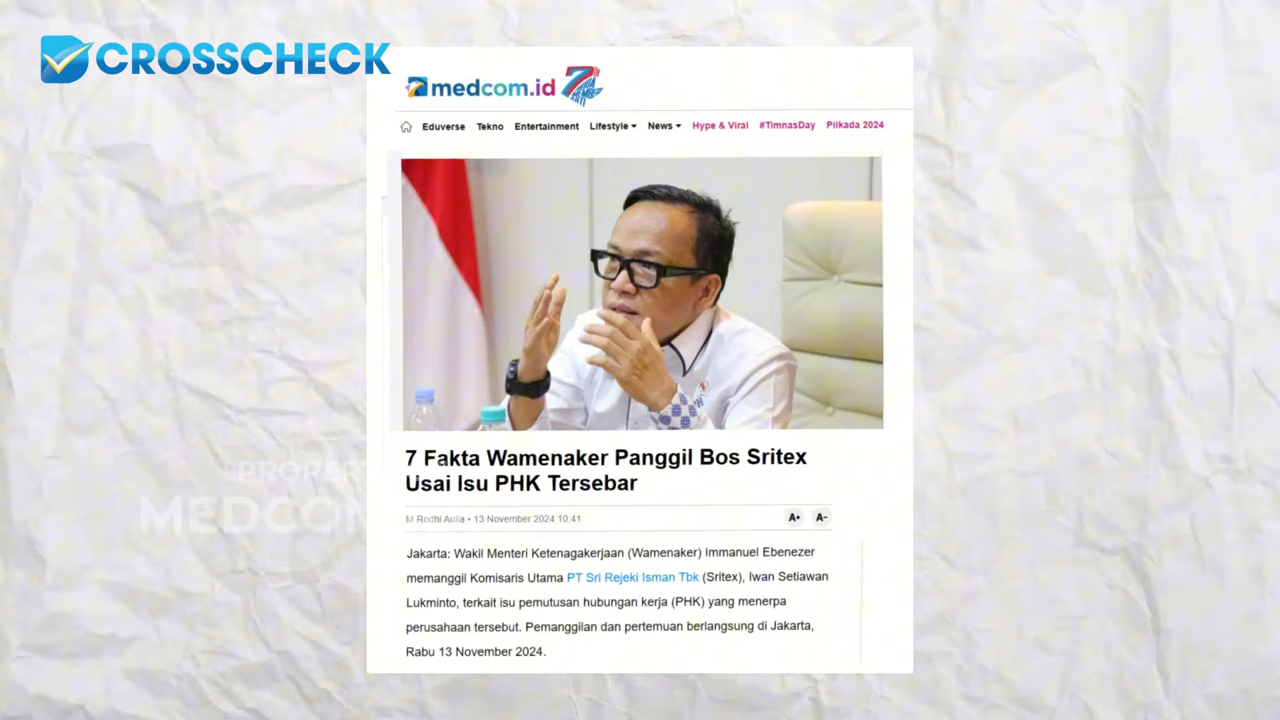 CROSSCHECK
medcom.id
Eduverse Tekno Entertainment Lifestyle News Hype & Viral #TimnasDay Pilkada 2024
7 Fakta Wamenaker Panggil Bos Sritex
Usai Isu PHK Tersebar
M Rodhi Aulia • 13 November 2024 10:41
A+ A-
Jakarta: Wakil Menteri Ketenagakerjaan (Wamenaker) Immanuel Ebenezer
memanggil Komisaris Utama PT Sri Rejeki Isman Tbk (Sritex), Iwan Setiawan
Lukminto, terkait isu pemutusan hubungan kerja (PHK) yang menerpa
perusahaan tersebut. Pemanggilan dan pertemuan berlangsung di Jakarta,
Rabu 13 November 2024.